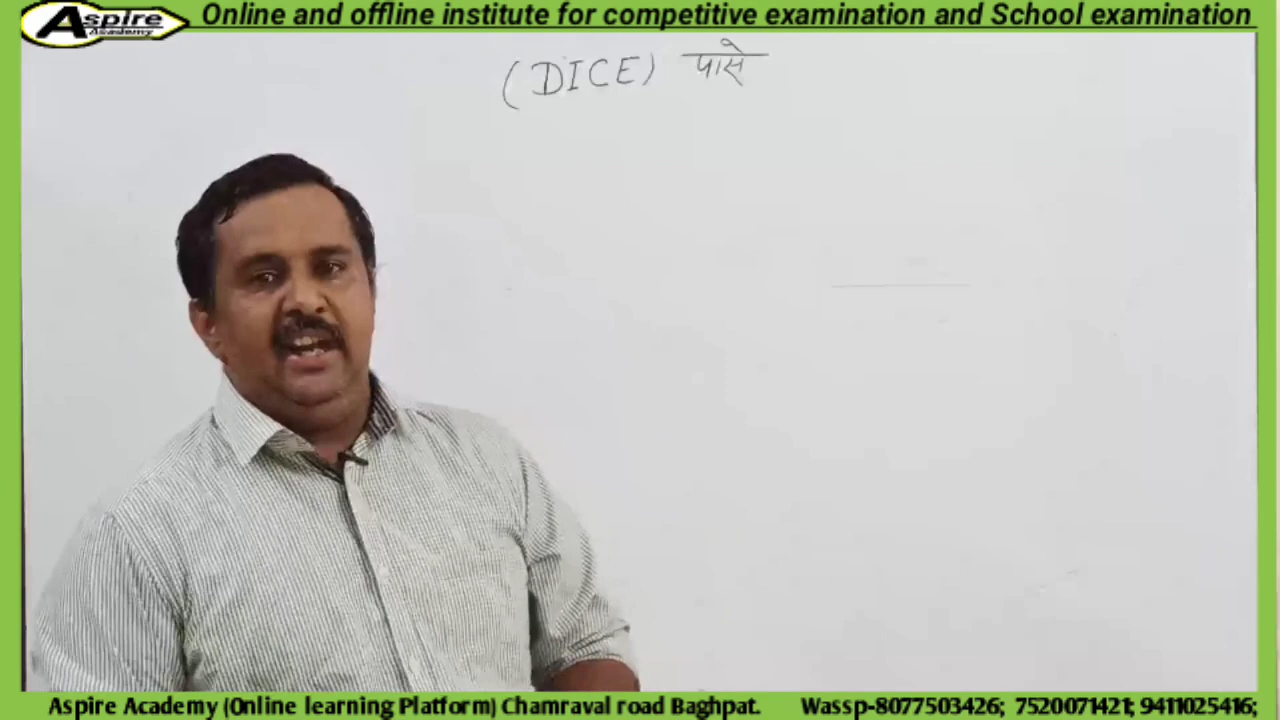 Aspire Academy
Online and offline institute for competitive examination and School examination
(DICE) पासे
Aspire Academy (Online learning Platform) Chamraval road Baghpat. Wassp-8077503426; 7520071421; 9411025416;